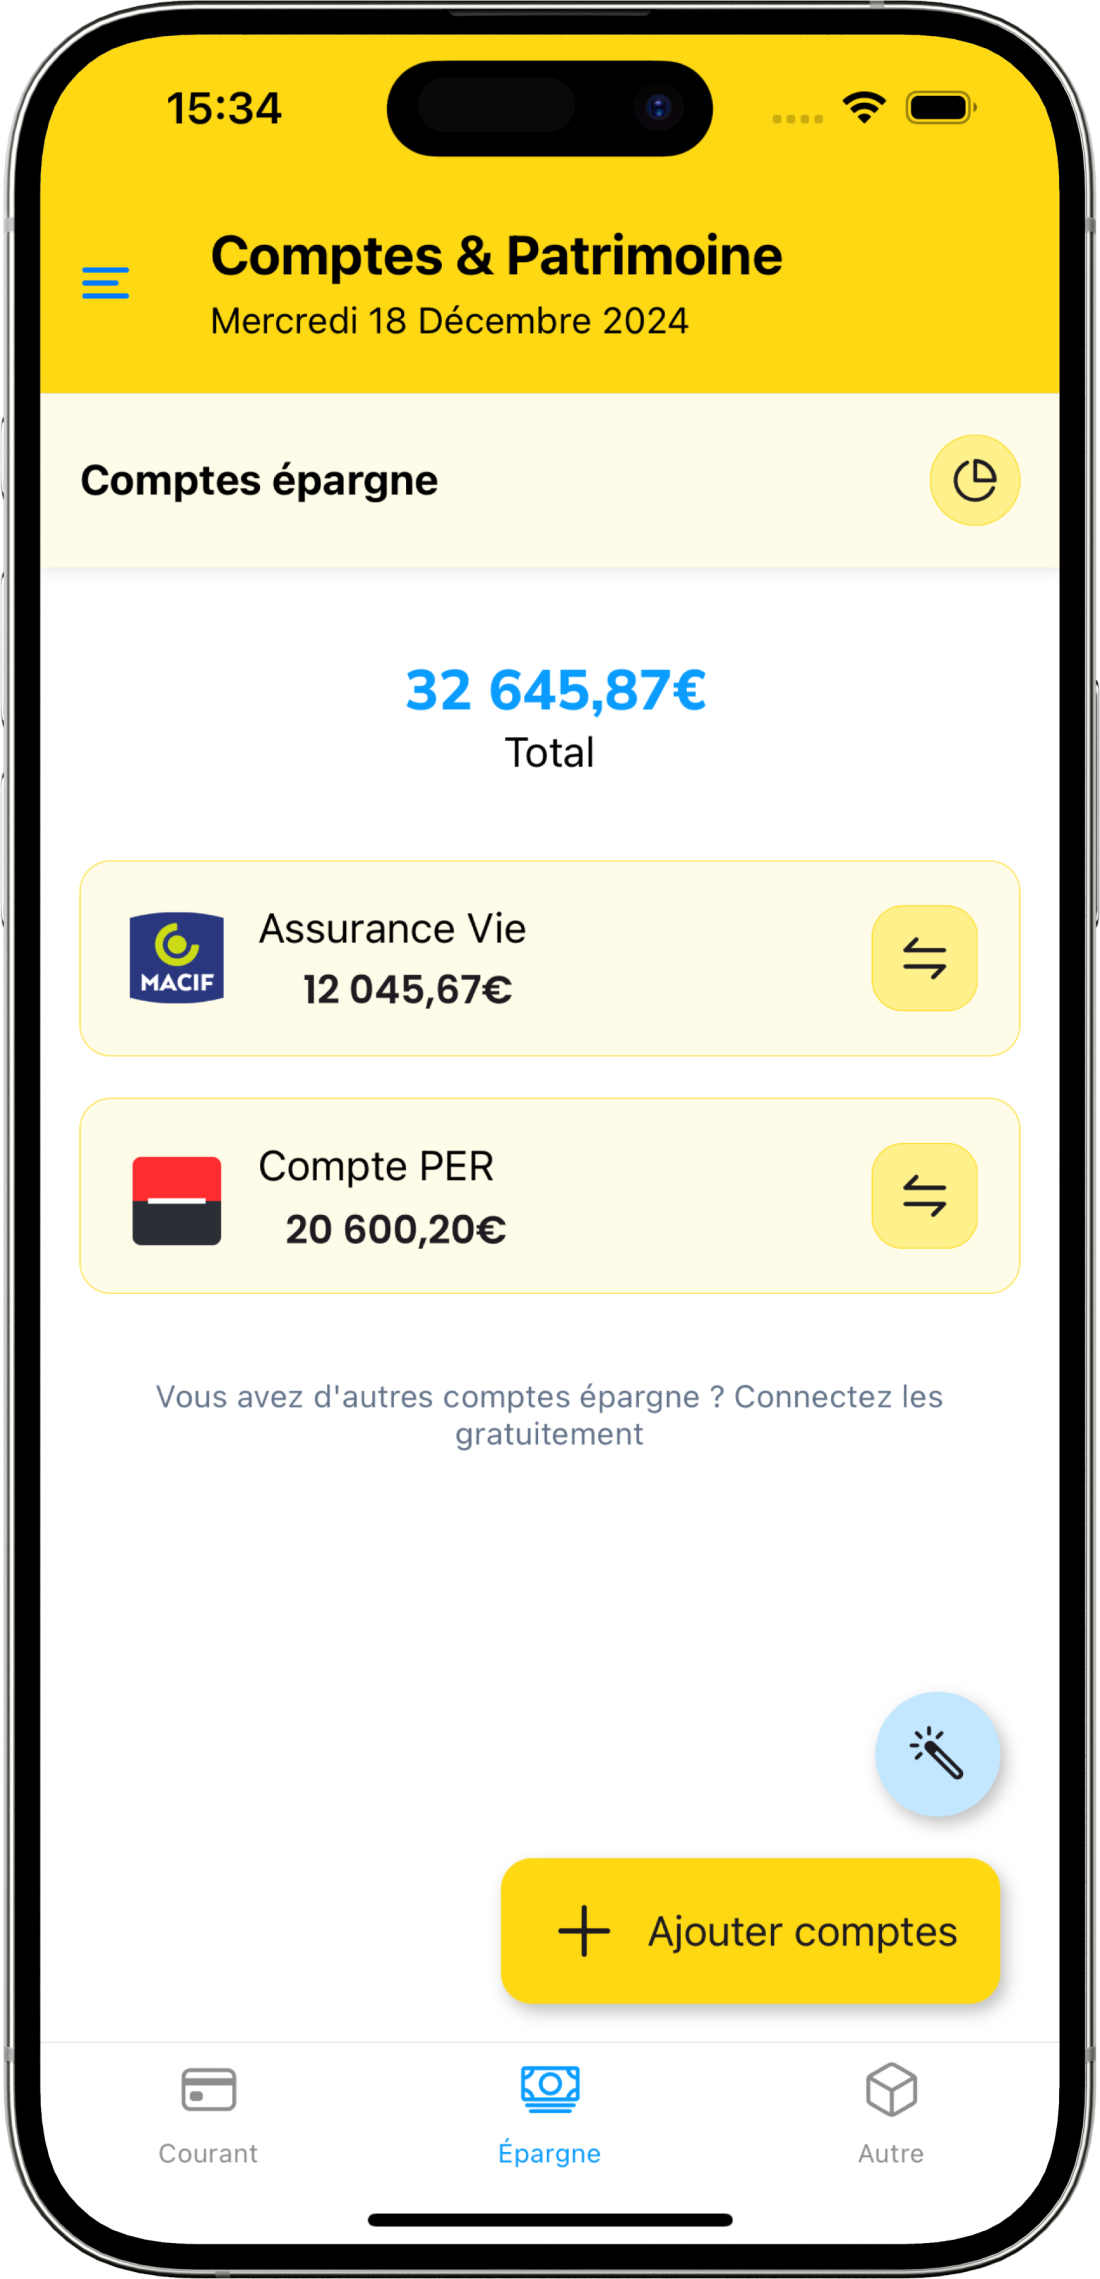 15:34
Comptes & Patrimoine
Mercredi 18 Décembre 2024
Comptes épargne
32 645,87€
Total
Assurance Vie
MACIF
12 045,67€
Compte PER
20 600,20€
Vous avez d'autres comptes épargne ? Connectez les
gratuitement
Ajouter comptes
Courant
Épargne
Autre